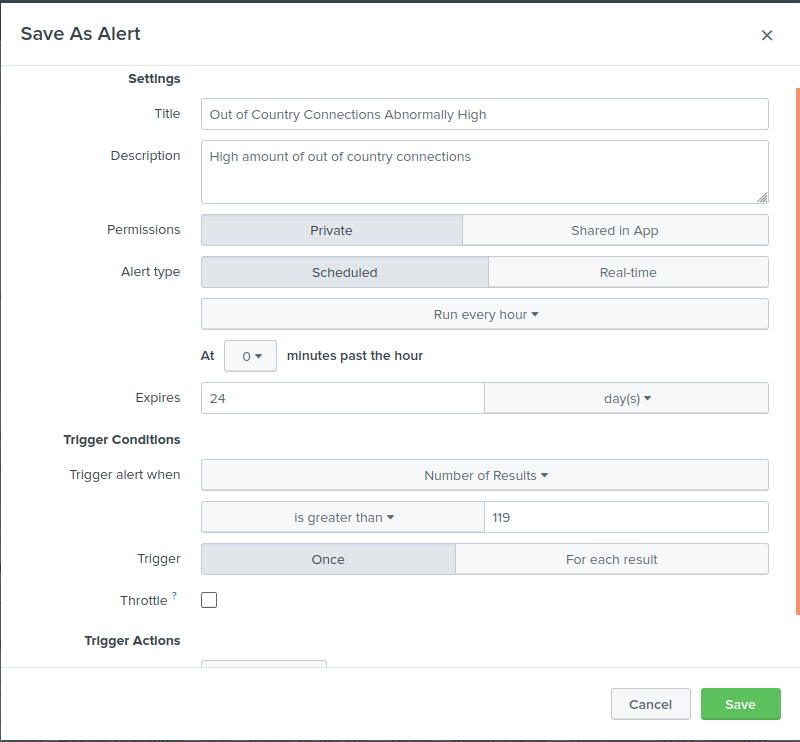 Save As Alert ×
Settings
Title Out of Country Connections Abnormally High
Description High amount of out of country connections
Permissions Private Shared in App
Alert type Scheduled Real-time
Run every hour
At 0 minutes past the hour
Expires 24 day(s)
Trigger Conditions
Trigger alert when Number of Results
is greater than 119
Trigger Once For each result
Throttle ?
Trigger Actions
Cancel Save